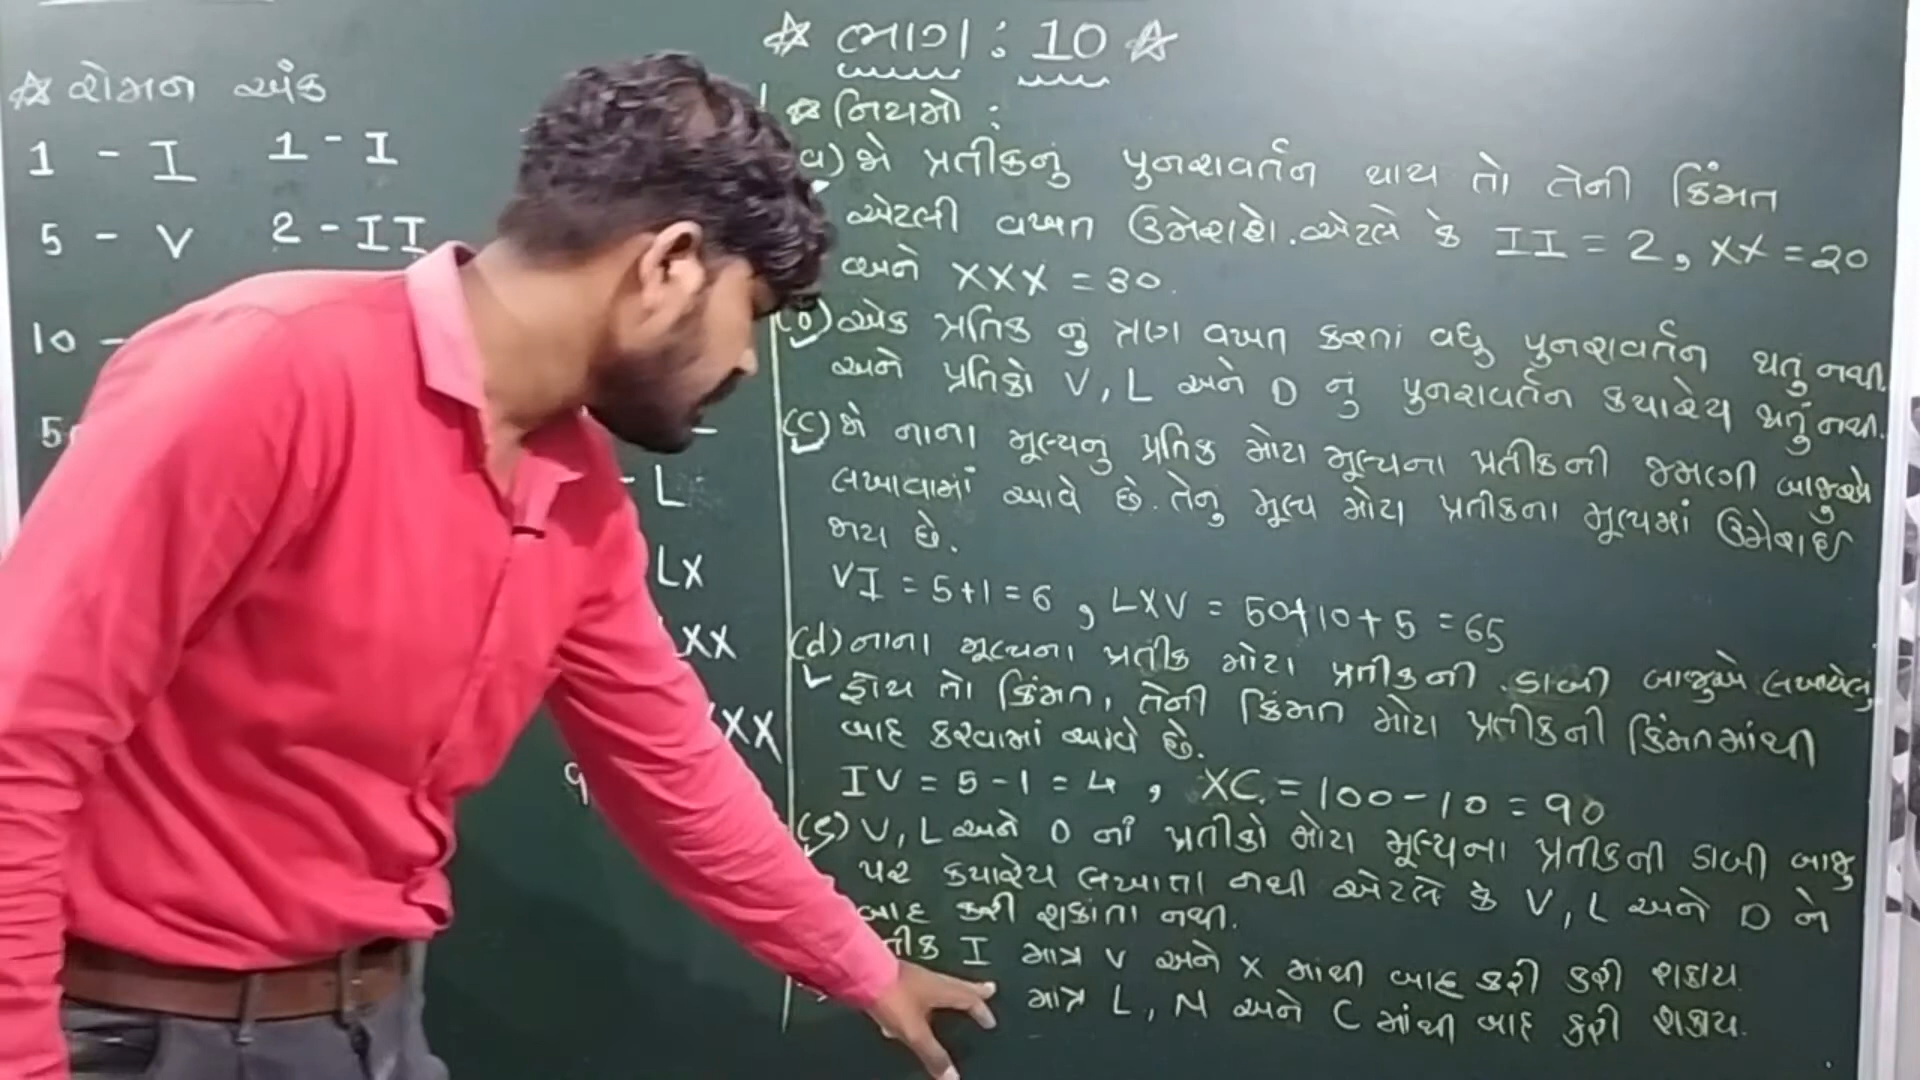 ☆ ભાગ : 10 ☆
☆ રોમન અંક
1 - I
1 - I
5 - V
2 - II
10 -
5
- L
LX
XX
XX
9
☆ નિયમો :
a) જો પ્રતીકનું પુનરાવર્તન થાય તો તેની કિંમત
એટલી વખત ઉમેરાશે. એટલે કે II = 2, XX = 20
અને XXX = 30.
(b) એક પ્રતિક નું ત્રણ વખત કરતાં વધુ પુનરાવર્તન થતું નથી.
અને પ્રતિકો V, L અને D નું પુનરાવર્તન ક્યારેય થતું નથી.
(c) જો નાના મૂલ્યનુ પ્રતિક મોટા મૂલ્યના પ્રતીકની જમણી બાજુએ
લખાવામાં આવે છે. તેનુ મૂલ્ય મોટા પ્રતીકના મૂલ્યમાં ઉમેરાઈ
જાય છે.
VI = 5+1 = 6 , LXV = 50+10+5 = 65
(d) નાના મૂલ્યના પ્રતીક મોટા પ્રતીકની ડાબી બાજુએ લખાયેલુ
હોય તો કિંમત, તેની કિંમત મોટા પ્રતીકની કિંમતમાંથી
બાદ કરવામાં આવે છે.
IV = 5 - 1 = 4 , XC. = 100 - 10 = 90
V, L અને D નાં પ્રતીકો મોટા મૂલ્યના પ્રતીકની ડાબી બાજુ
પર ક્યારેય લખાતા નથી એટલે કે V, L અને D ને
બાદ કરી શકાતા નથી.
તીક I માત્ર V અને X માંથી બાદ કરી કરી શકાય.
માત્ર L, M અને C માંથી બાદ કરી શકાય.